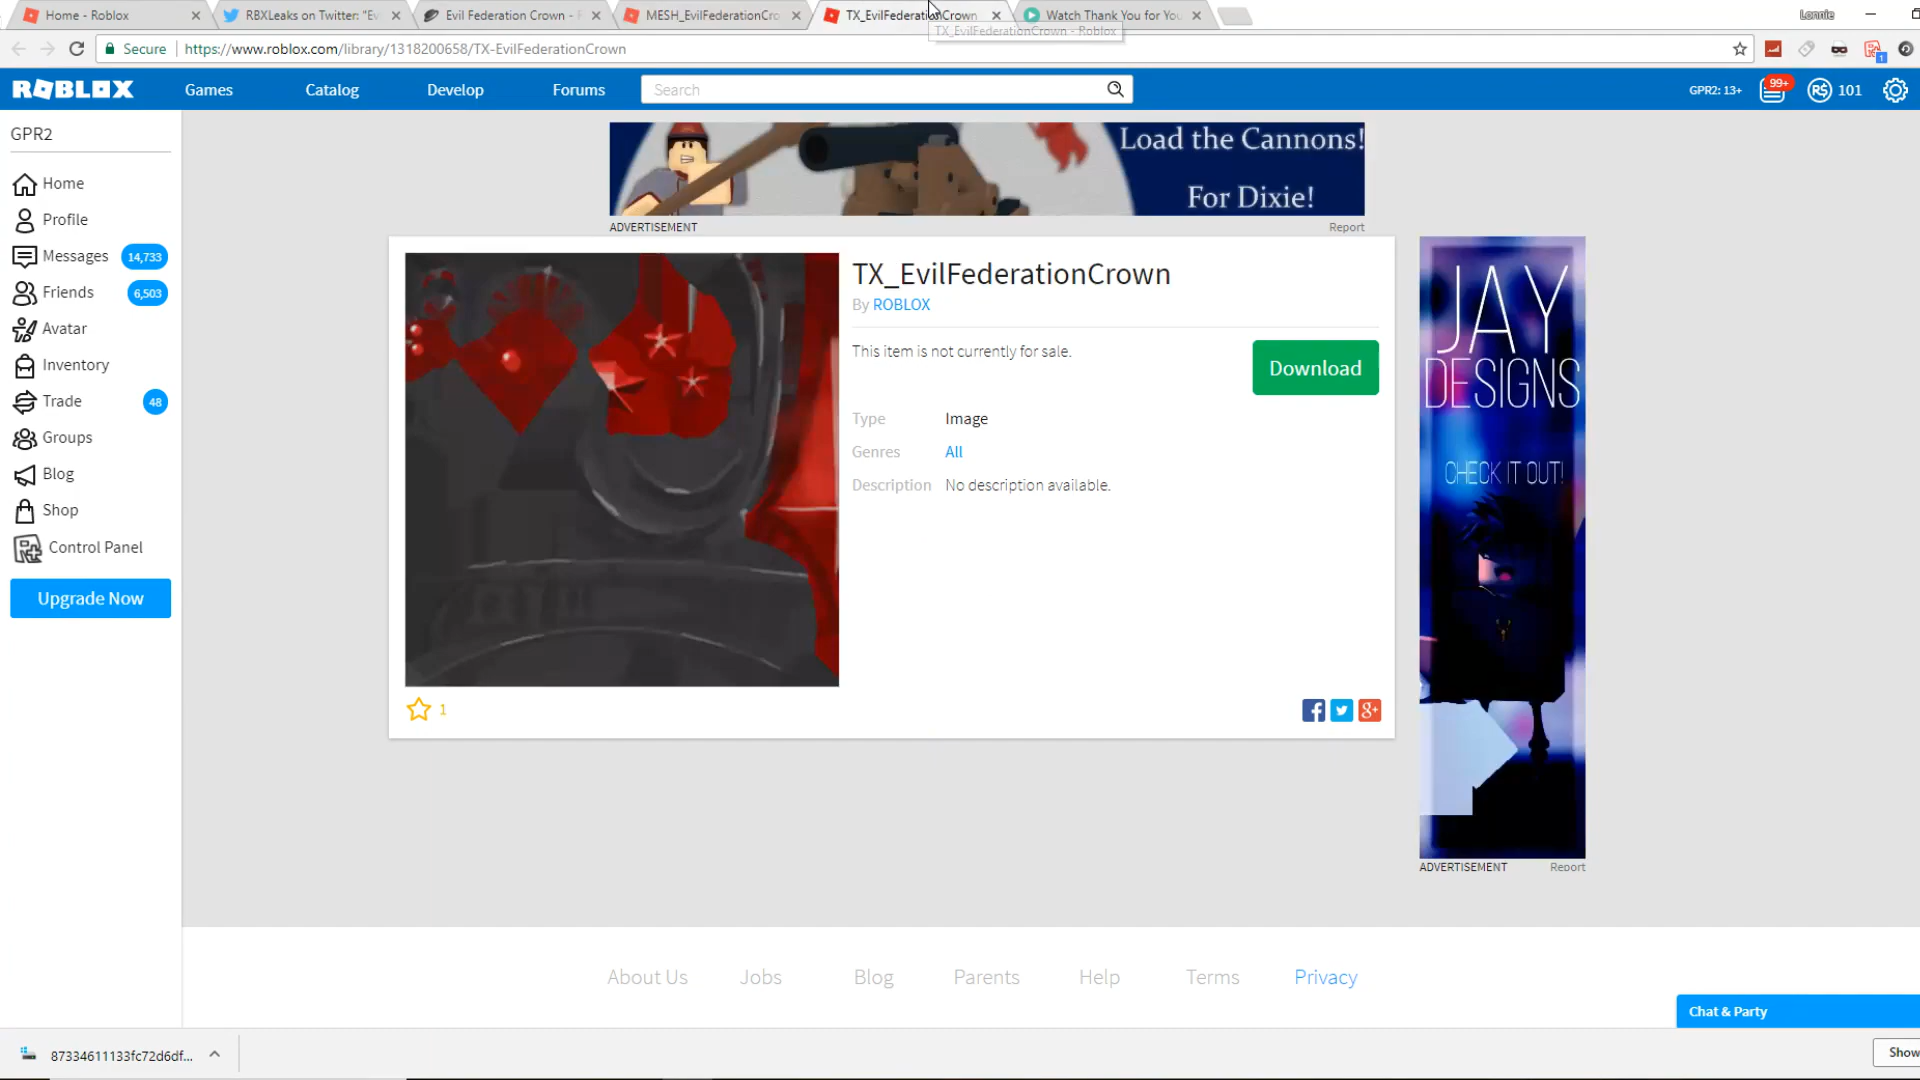 Home - Roblox
RBXLeaks on Twitter: "Ev
Evil Federation Crown - R
MESH_EvilFederationCro
TX_EvilFederationCrown
Watch Thank You for You
Lonnie
TX_EvilFederationCrown - Roblox
Secure
https://www.roblox.com/library/1318200658/TX-EvilFederationCrown
1
ROBLOX
Games
Catalog
Develop
Forums
Search
GPR2: 13+
99+
R$ 101
GPR2
Home
Profile
Messages 14,733
Friends 6,503
Avatar
Inventory
Trade 48
Groups
Blog
Shop
Control Panel
Upgrade Now
Load the Cannons!
For Dixie!
ADVERTISEMENT
Report
TX_EvilFederationCrown
By ROBLOX
This item is not currently for sale.
Download
Type Image
Genres All
Description No description available.
1
JAY
DESIGNS
CHECK IT OUT!
ADVERTISEMENT
Report
About Us
Jobs
Blog
Parents
Help
Terms
Privacy
Chat & Party
87334611133fc72d6df...
Show